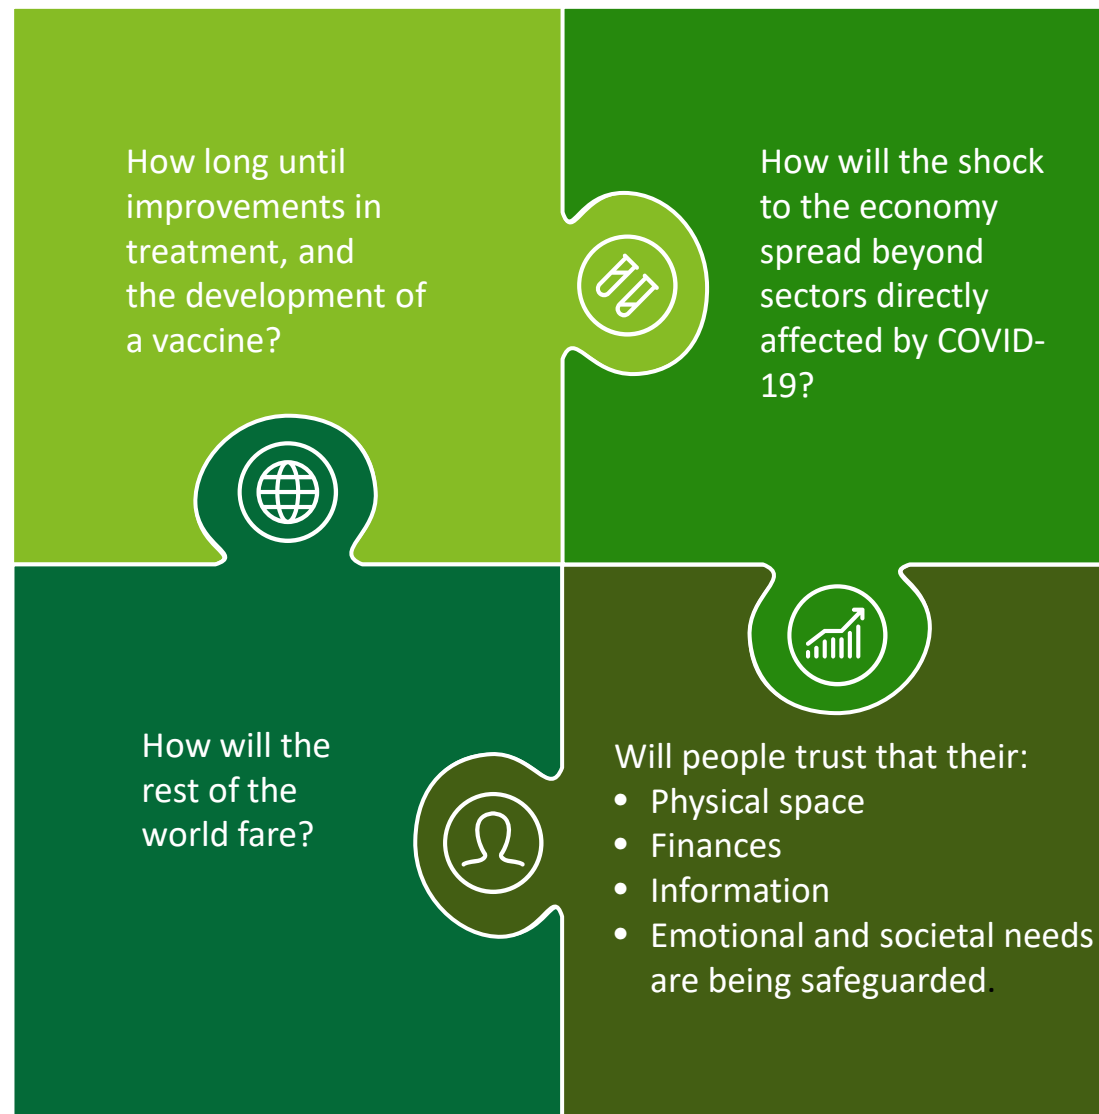 How long until
improvements in
treatment, and
the development of
a vaccine?
How will the shock
to the economy
spread beyond
sectors directly
affected by COVID-
19?
How will the
rest of the
world fare?
Will people trust that their:
• Physical space
• Finances
• Information
• Emotional and societal needs
are being safeguarded.